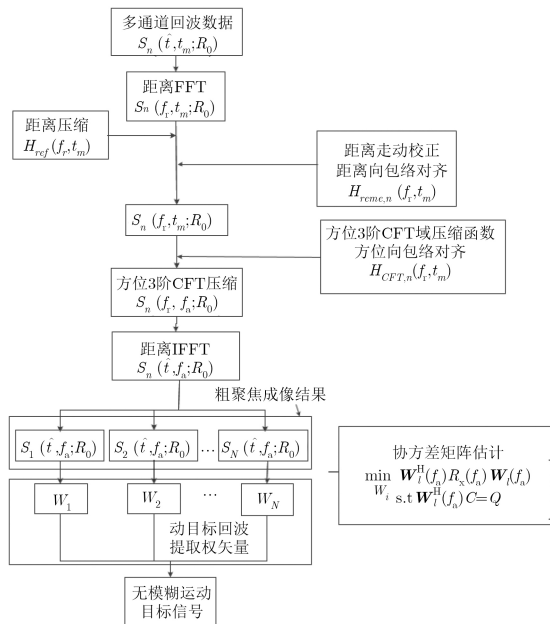 多通道回波数据
S_n (t̂,t_m;R_0)
距离FFT
S_n (f_r,t_m;R_0)
距离压缩
H_ref(f_r,t_m)
距离走动校正
距离向包络对齐
H_reme,n (f_r,t_m)
S_n (f_r,t_m;R_0)
方位3阶CFT域压缩函数
方位向包络对齐
H_CFT,n(f_r,t_m)
方位3阶CFT压缩
S_n (f_r, f_a;R_0)
距离IFFT
S_n (t̂,f_a;R_0)
粗聚焦成像结果
S_1 (t̂,f_a;R_0) S_2 (t̂,f_a;R_0) ··· S_N (t̂,f_a;R_0)
W_1 W_2 ··· W_N
动目标回波
提取权矢量
协方差矩阵估计
min W_l^H(f_a)R_x(f_a)W_l(f_a)
W_i s.t W_l^H(f_a)C=Q
无模糊运动
目标信号